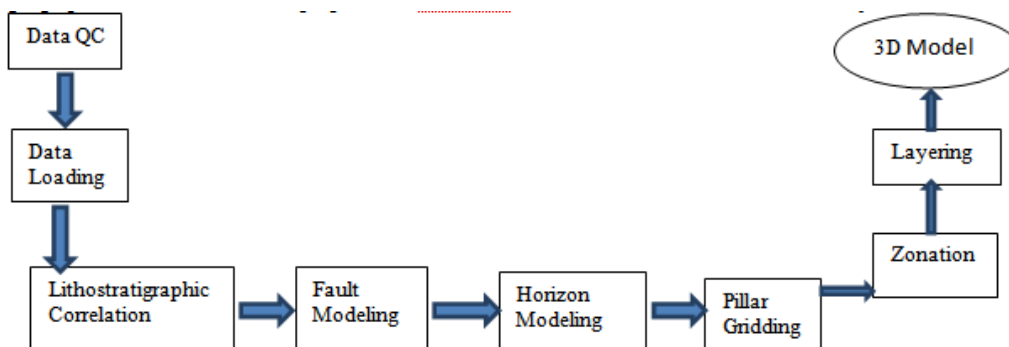 Data QC
Data
Loading
Lithostratigraphic
Correlation
Fault
Modeling
Horizon
Modeling
Pillar
Gridding
Zonation
Layering
3D Model